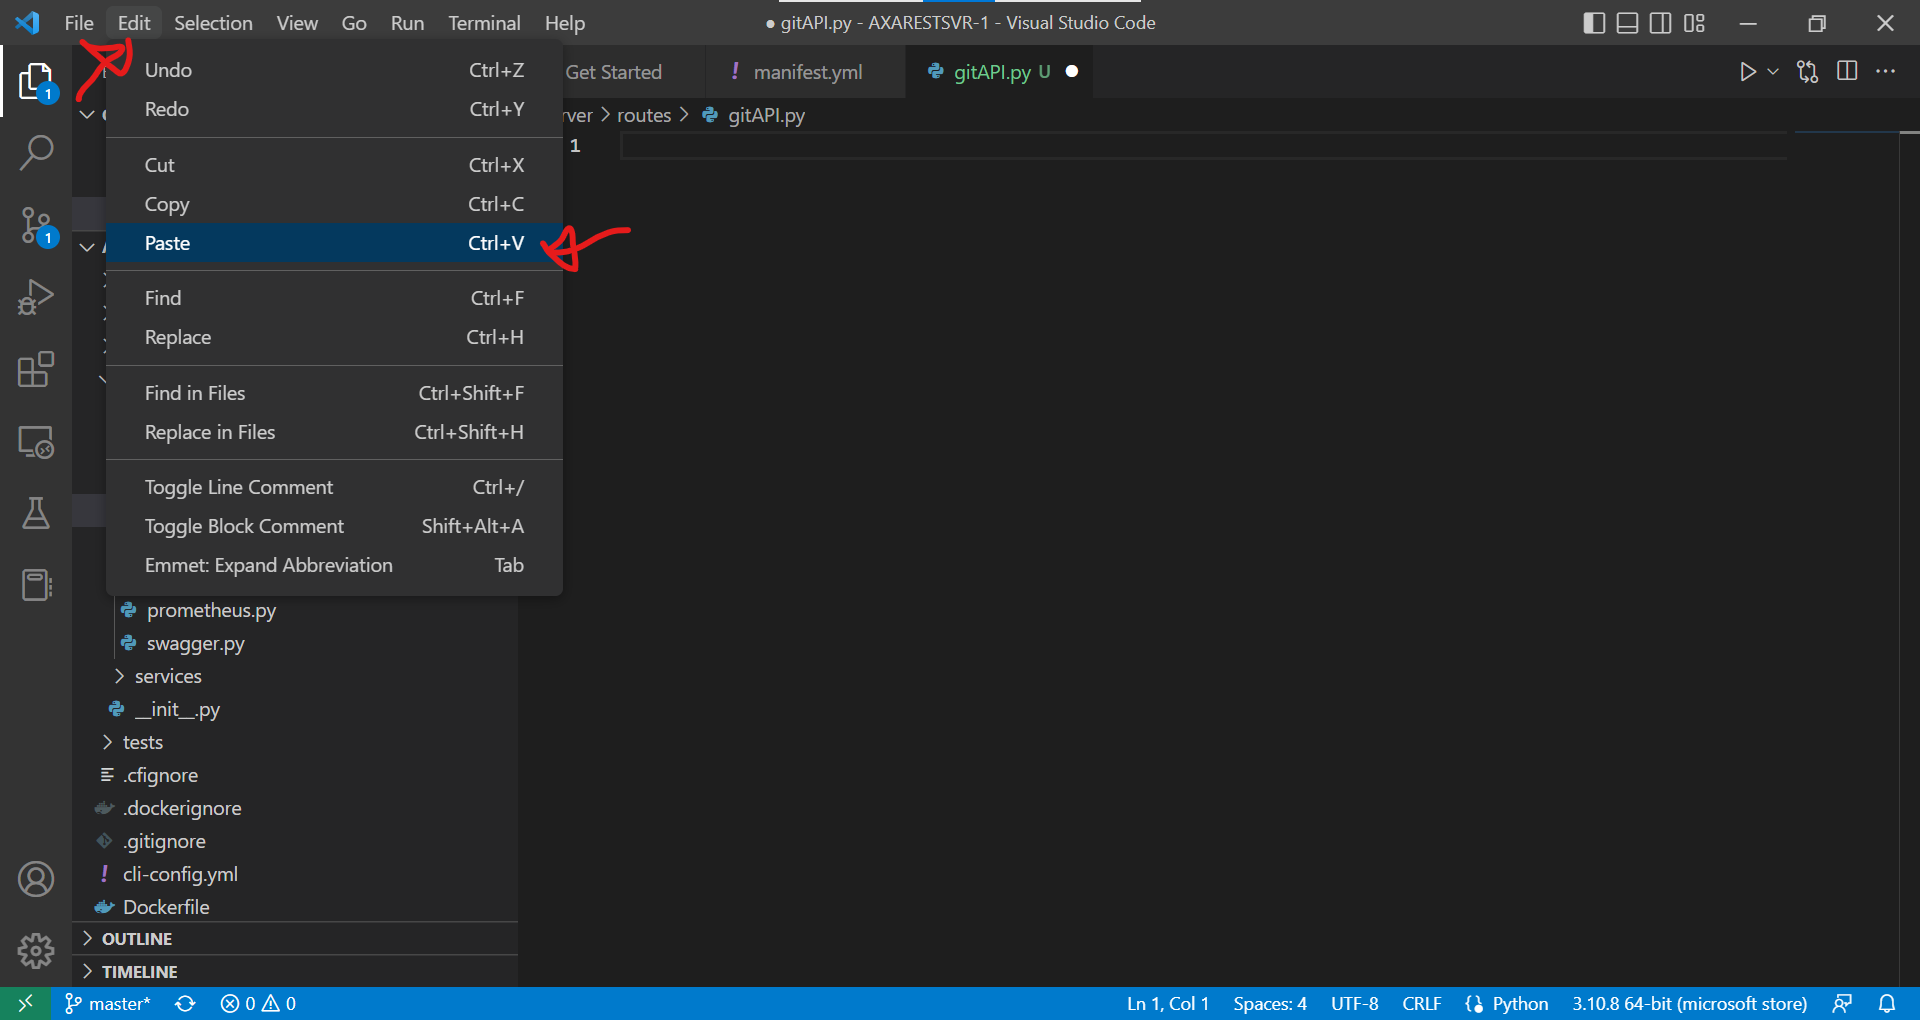 File Edit Selection View Go Run Terminal Help
● gitAPI.py - AXARESTSVR-1 - Visual Studio Code
Undo Ctrl+Z
Redo Ctrl+Y
Cut Ctrl+X
Copy Ctrl+C
Paste Ctrl+V
Find Ctrl+F
Replace Ctrl+H
Find in Files Ctrl+Shift+F
Replace in Files Ctrl+Shift+H
Toggle Line Comment Ctrl+/
Toggle Block Comment Shift+Alt+A
Emmet: Expand Abbreviation Tab
Get Started ! manifest.yml gitAPI.py U
rver > routes > gitAPI.py
1
1
1
prometheus.py
swagger.py
services
__init__.py
tests
.cfignore
.dockerignore
.gitignore
! cli-config.yml
Dockerfile
OUTLINE
TIMELINE
master* 0 0
Ln 1, Col 1 Spaces: 4 UTF-8 CRLF Python 3.10.8 64-bit (microsoft store)